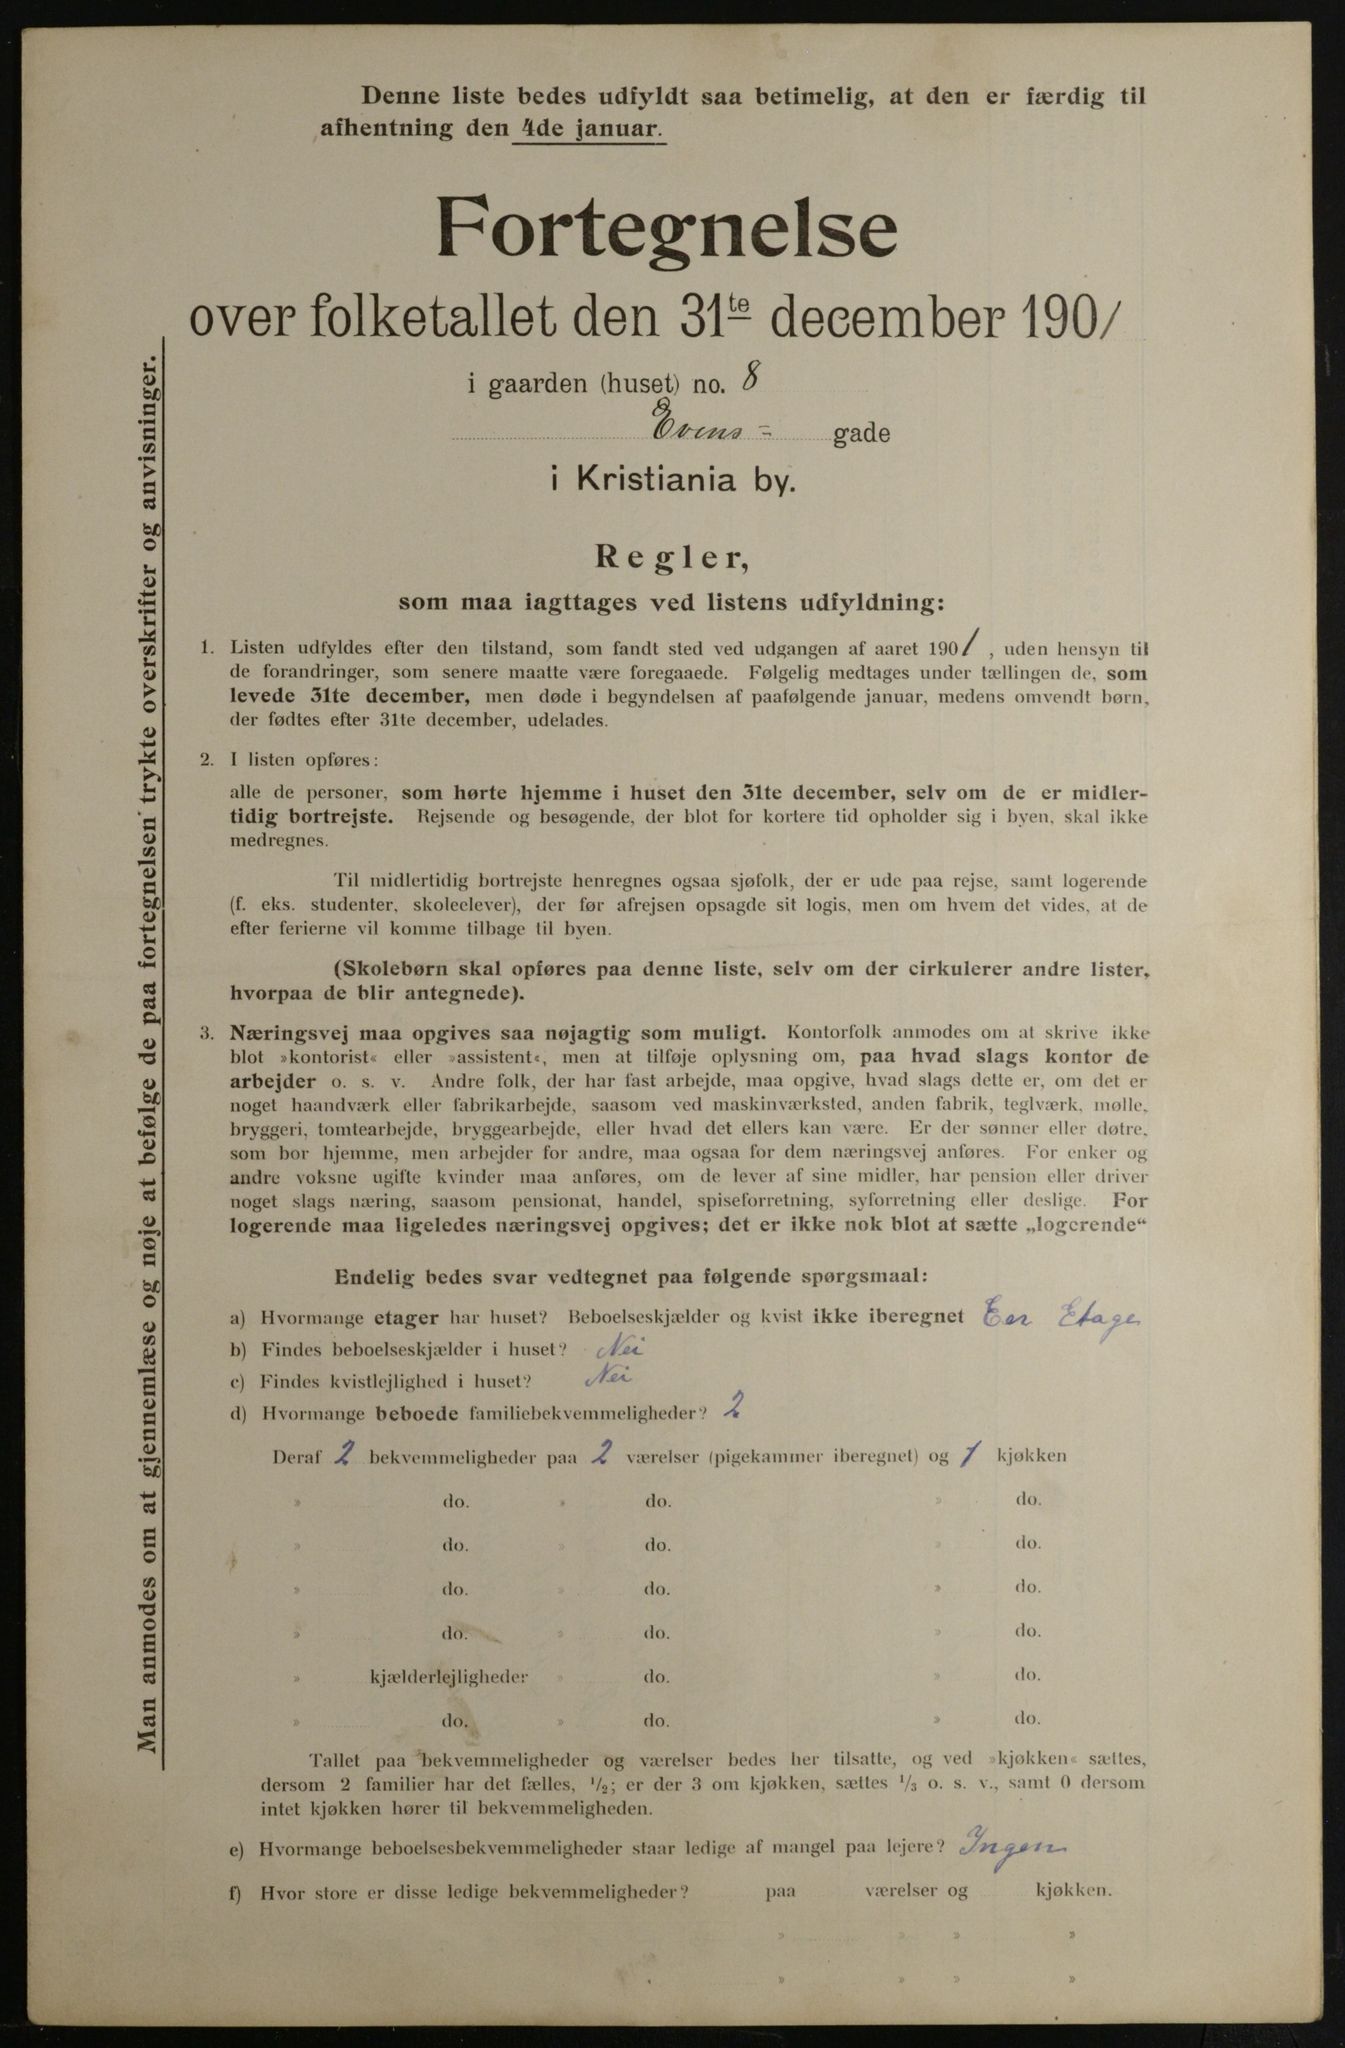 Denne liste bedes udfyldt saa betimelig, at den er færdig til
afhentning den 4de januar.
Fortegnelse
over folketallet den 31te december 1901
i gaarden (huset) no. 8
Evens- gade
i Kristiania by.
Regler,
som maa iagttages ved listens udfyldning:
1. Listen udfyldes efter den tilstand, som fandt sted ved udgangen af aaret 1901, uden hensyn til
de forandringer, som senere maatte være foregaaede. Følgelig medtages under tællingen de, som
levede 31te december, men døde i begyndelsen af paafølgende januar, medens omvendt børn,
der fødtes efter 31te december, udelades.
2. I listen opføres:
alle de personer, som hørte hjemme i huset den 31te december, selv om de er midler-
tidig bortrejste. Rejsende og besøgende, der blot for kortere tid opholder sig i byen, skal ikke
medregnes.
Til midlertidig bortrejste henregnes ogsaa sjøfolk, der er ude paa rejse, samt logerende
(f. eks. studenter, skoleelever), der før afrejsen opsagde sit logis, men om hvem det vides, at de
efter ferierne vil komme tilbage til byen.
(Skolebørn skal opføres paa denne liste, selv om der cirkulerer andre lister,
hvorpaa de blir antegnede).
3. Næringsvej maa opgives saa nøjagtig som muligt. Kontorfolk anmodes om at skrive ikke
blot »kontorist« eller »assistent«, men at tilføje oplysning om, paa hvad slags kontor de
arbejder o. s. v. Andre folk, der har fast arbejde, maa opgive, hvad slags dette er, om det er
noget haandværk eller fabrikarbejde, saasom ved maskinværksted, anden fabrik, teglværk, mølle,
bryggeri, tomtearbejde, bryggearbejde, eller hvad det ellers kan være. Er der sønner eller døtre,
som bor hjemme, men arbejder for andre, maa ogsaa for dem næringsvej anføres. For enker og
andre voksne ugifte kvinder maa anføres, om de lever af sine midler, har pension eller driver
noget slags næring, saasom pensionat, handel, spiseforretning, syforretning eller deslige. For
logerende maa ligeledes næringsvej opgives; det er ikke nok blot at sætte „logerende“
Endelig bedes svar vedtegnet paa følgende spørgsmaal:
a) Hvormange etager har huset? Beboelseskjælder og kvist ikke iberegnet Een Etage
b) Findes beboelseskjælder i huset? Nei
c) Findes kvistlejlighed i huset? Nei
d) Hvormange beboede familiebekvemmeligheder? 2
Deraf 2 bekvemmeligheder paa 2 værelser (pigekammer iberegnet) og 1 kjøkken
» do. » do. » do.
» do. » do. » do.
» do. » do. » do.
» do. » do. » do.
» kjælderlejligheder » do. » do.
» do. » do. » do.
Tallet paa bekvemmeligheder og værelser bedes her tilsatte, og ved »kjøkken« sættes,
dersom 2 familier har det fælles, 1/2; er der 3 om kjøkken, sættes 1/3 o. s. v., samt 0 dersom
intet kjøkken hører til bekvemmeligheden.
e) Hvormange beboelsesbekvemmeligheder staar ledige af mangel paa lejere? Ingen
f) Hvor store er disse ledige bekvemmeligheder? paa værelser og kjøkken.
» » » »
» » » »
Man anmodes om at gjennemlæse og nøje at befølge de paa fortegnelsen trykte overskrifter og anvisninger.